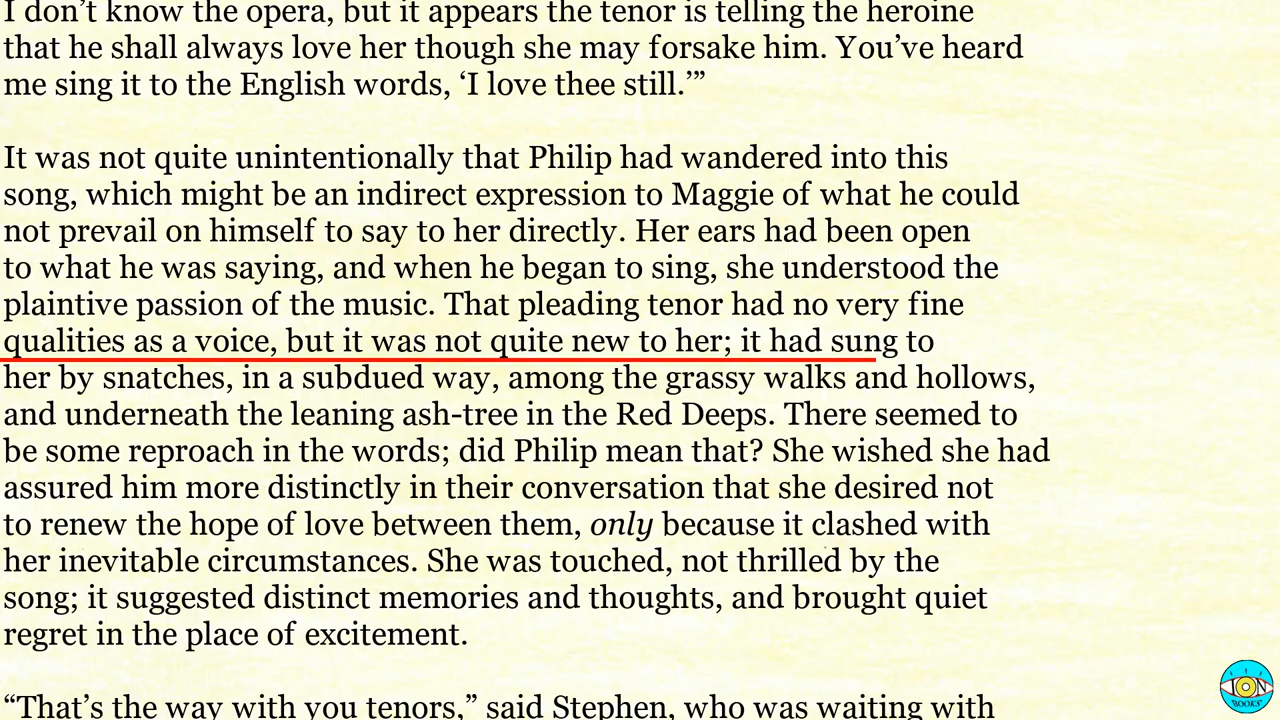 I don’t know the opera, but it appears the tenor is telling the heroine
that he shall always love her though she may forsake him. You’ve heard
me sing it to the English words, ‘I love thee still.’”
It was not quite unintentionally that Philip had wandered into this
song, which might be an indirect expression to Maggie of what he could
not prevail on himself to say to her directly. Her ears had been open
to what he was saying, and when he began to sing, she understood the
plaintive passion of the music. That pleading tenor had no very fine
qualities as a voice, but it was not quite new to her; it had sung to
her by snatches, in a subdued way, among the grassy walks and hollows,
and underneath the leaning ash-tree in the Red Deeps. There seemed to
be some reproach in the words; did Philip mean that? She wished she had
assured him more distinctly in their conversation that she desired not
to renew the hope of love between them, only because it clashed with
her inevitable circumstances. She was touched, not thrilled by the
song; it suggested distinct memories and thoughts, and brought quiet
regret in the place of excitement.
“That’s the way with you tenors,” said Stephen, who was waiting with
ION
BOOKS